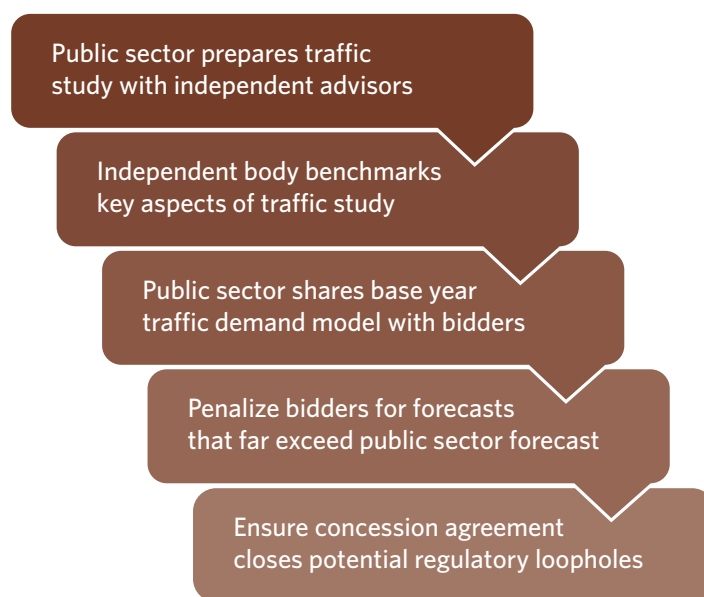 Public sector prepares traffic
study with independent advisors
Independent body benchmarks
key aspects of traffic study
Public sector shares base year
traffic demand model with bidders
Penalize bidders for forecasts
that far exceed public sector forecast
Ensure concession agreement
closes potential regulatory loopholes